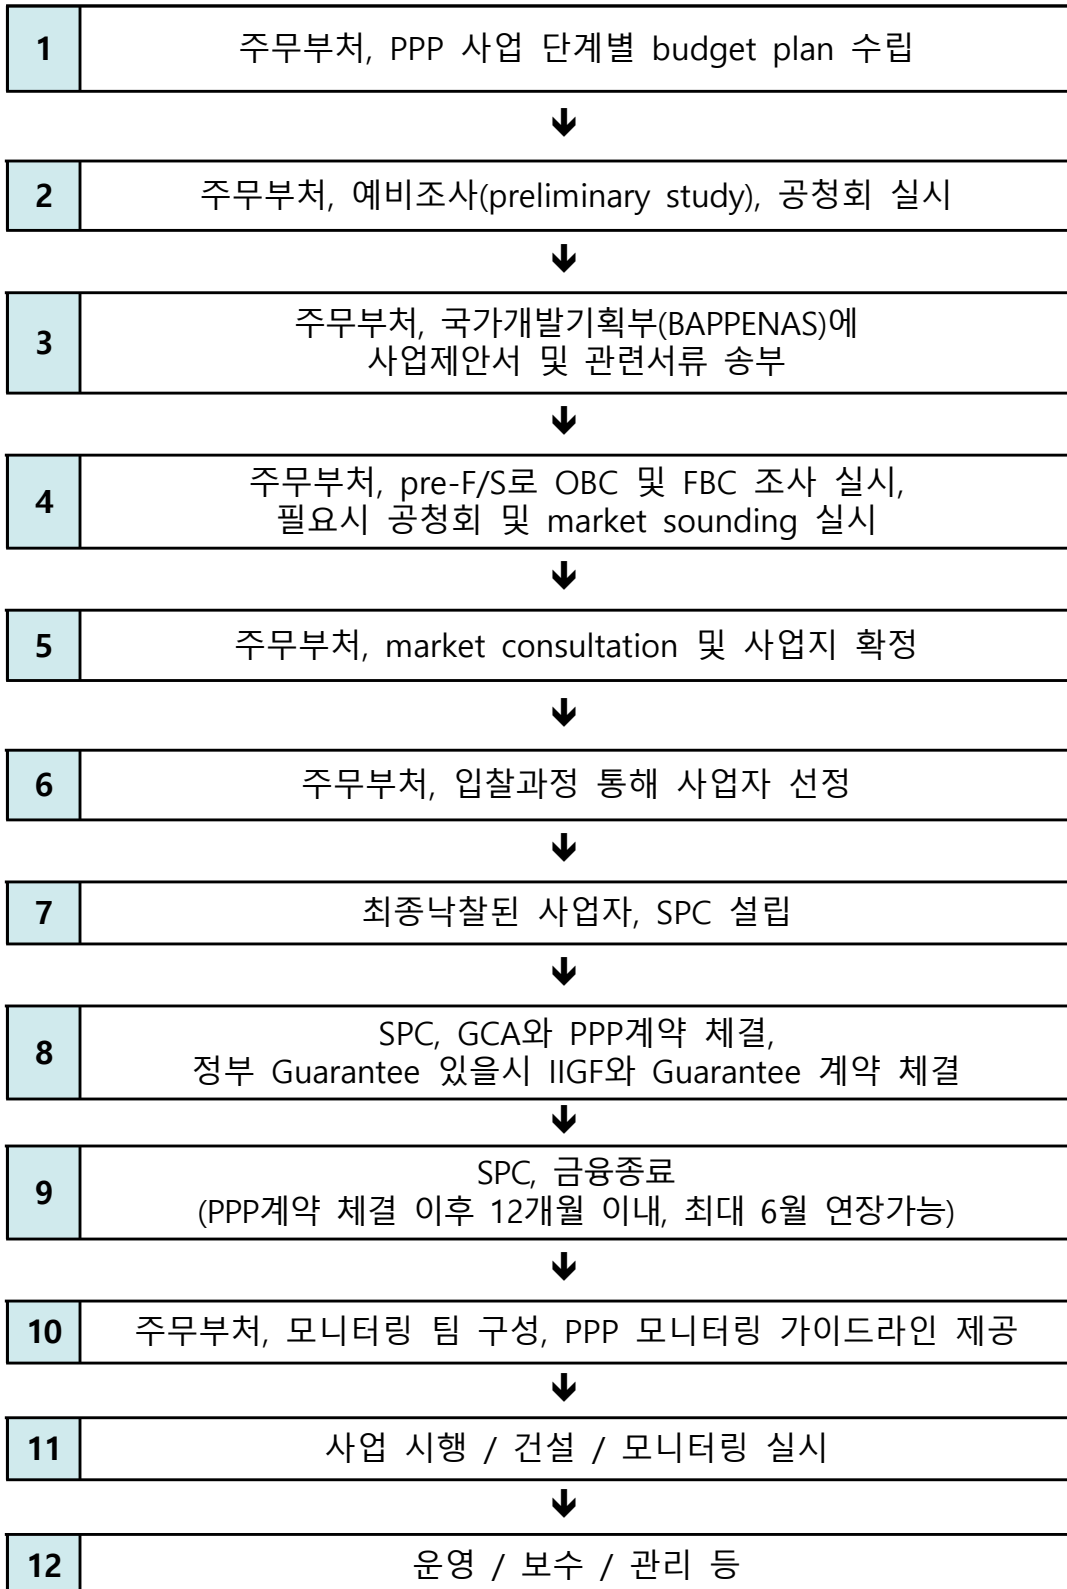 1 주무부처, PPP 사업 단계별 budget plan 수립
2 주무부처, 예비조사(preliminary study), 공청회 실시
3 주무부처, 국가개발기획부(BAPPENAS)에
사업제안서 및 관련서류 송부
4 주무부처, pre-F/S로 OBC 및 FBC 조사 실시,
필요시 공청회 및 market sounding 실시
5 주무부처, market consultation 및 사업지 확정
6 주무부처, 입찰과정 통해 사업자 선정
7 최종낙찰된 사업자, SPC 설립
8 SPC, GCA와 PPP계약 체결,
정부 Guarantee 있을시 IIGF와 Guarantee 계약 체결
9 SPC, 금융종료
(PPP계약 체결 이후 12개월 이내, 최대 6월 연장가능)
10 주무부처, 모니터링 팀 구성, PPP 모니터링 가이드라인 제공
11 사업 시행 / 건설 / 모니터링 실시
12 운영 / 보수 / 관리 등